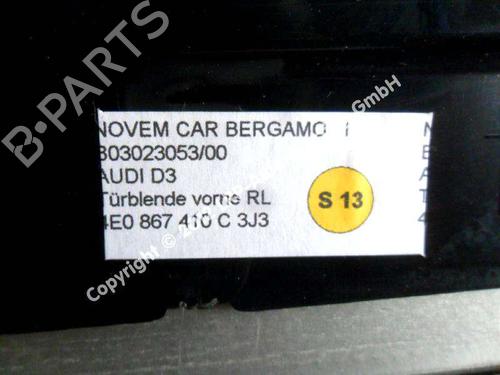 B-PARTS
NOVEM CAR BERGAMO I
303023053/00
AUDI D3
Türblende vorne RL
4E0 867 410 C 3J3
S 13
Copyright ©
GmbH